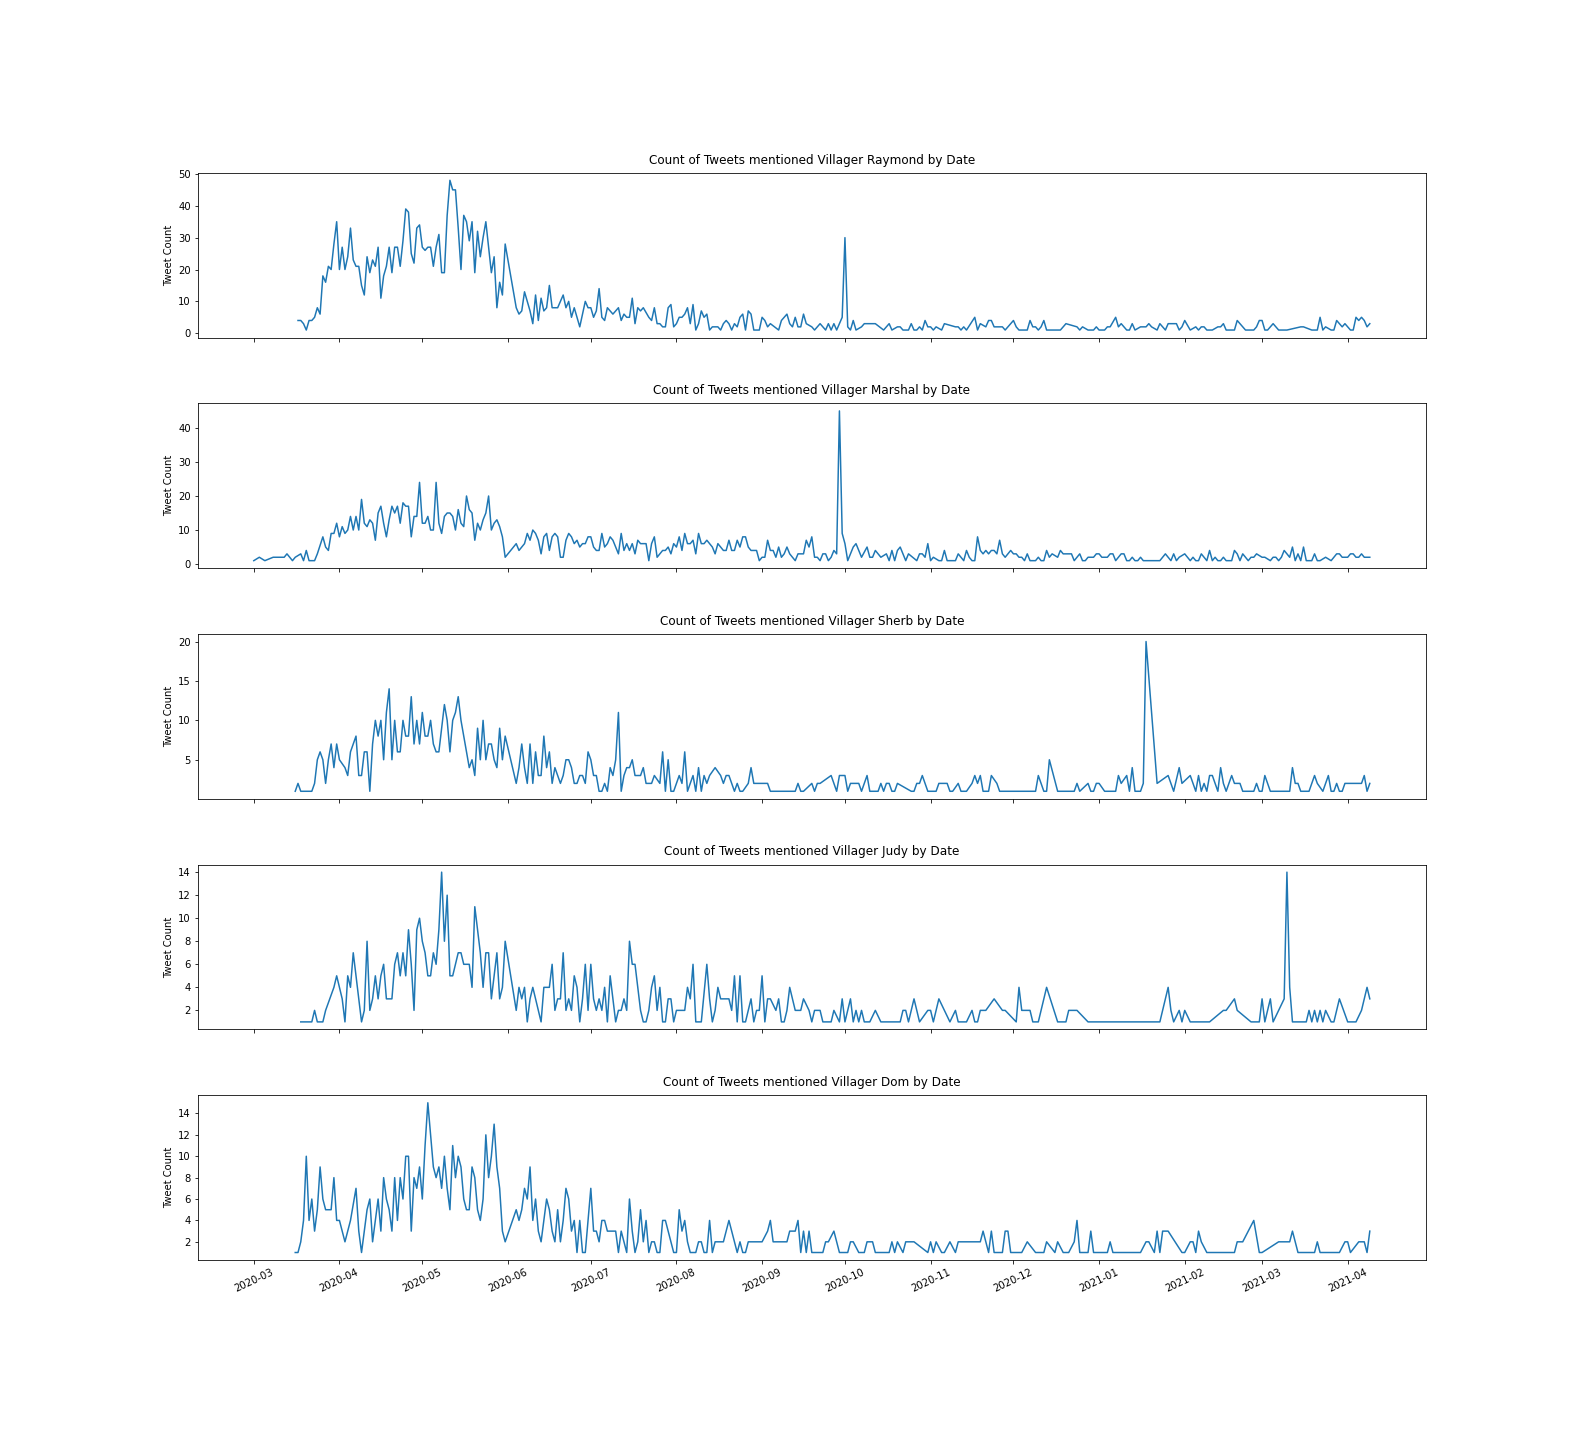 Count of Tweets mentioned Villager Raymond by Date
Tweet Count
50
40
30
20
10
0
Count of Tweets mentioned Villager Marshal by Date
Tweet Count
40
30
20
10
0
Count of Tweets mentioned Villager Sherb by Date
Tweet Count
20
15
10
5
Count of Tweets mentioned Villager Judy by Date
Tweet Count
14
12
10
8
6
4
2
Count of Tweets mentioned Villager Dom by Date
Tweet Count
14
12
10
8
6
4
2
2020-03 2020-04 2020-05 2020-06 2020-07 2020-08 2020-09 2020-10 2020-11 2020-12 2021-01 2021-02 2021-03 2021-04